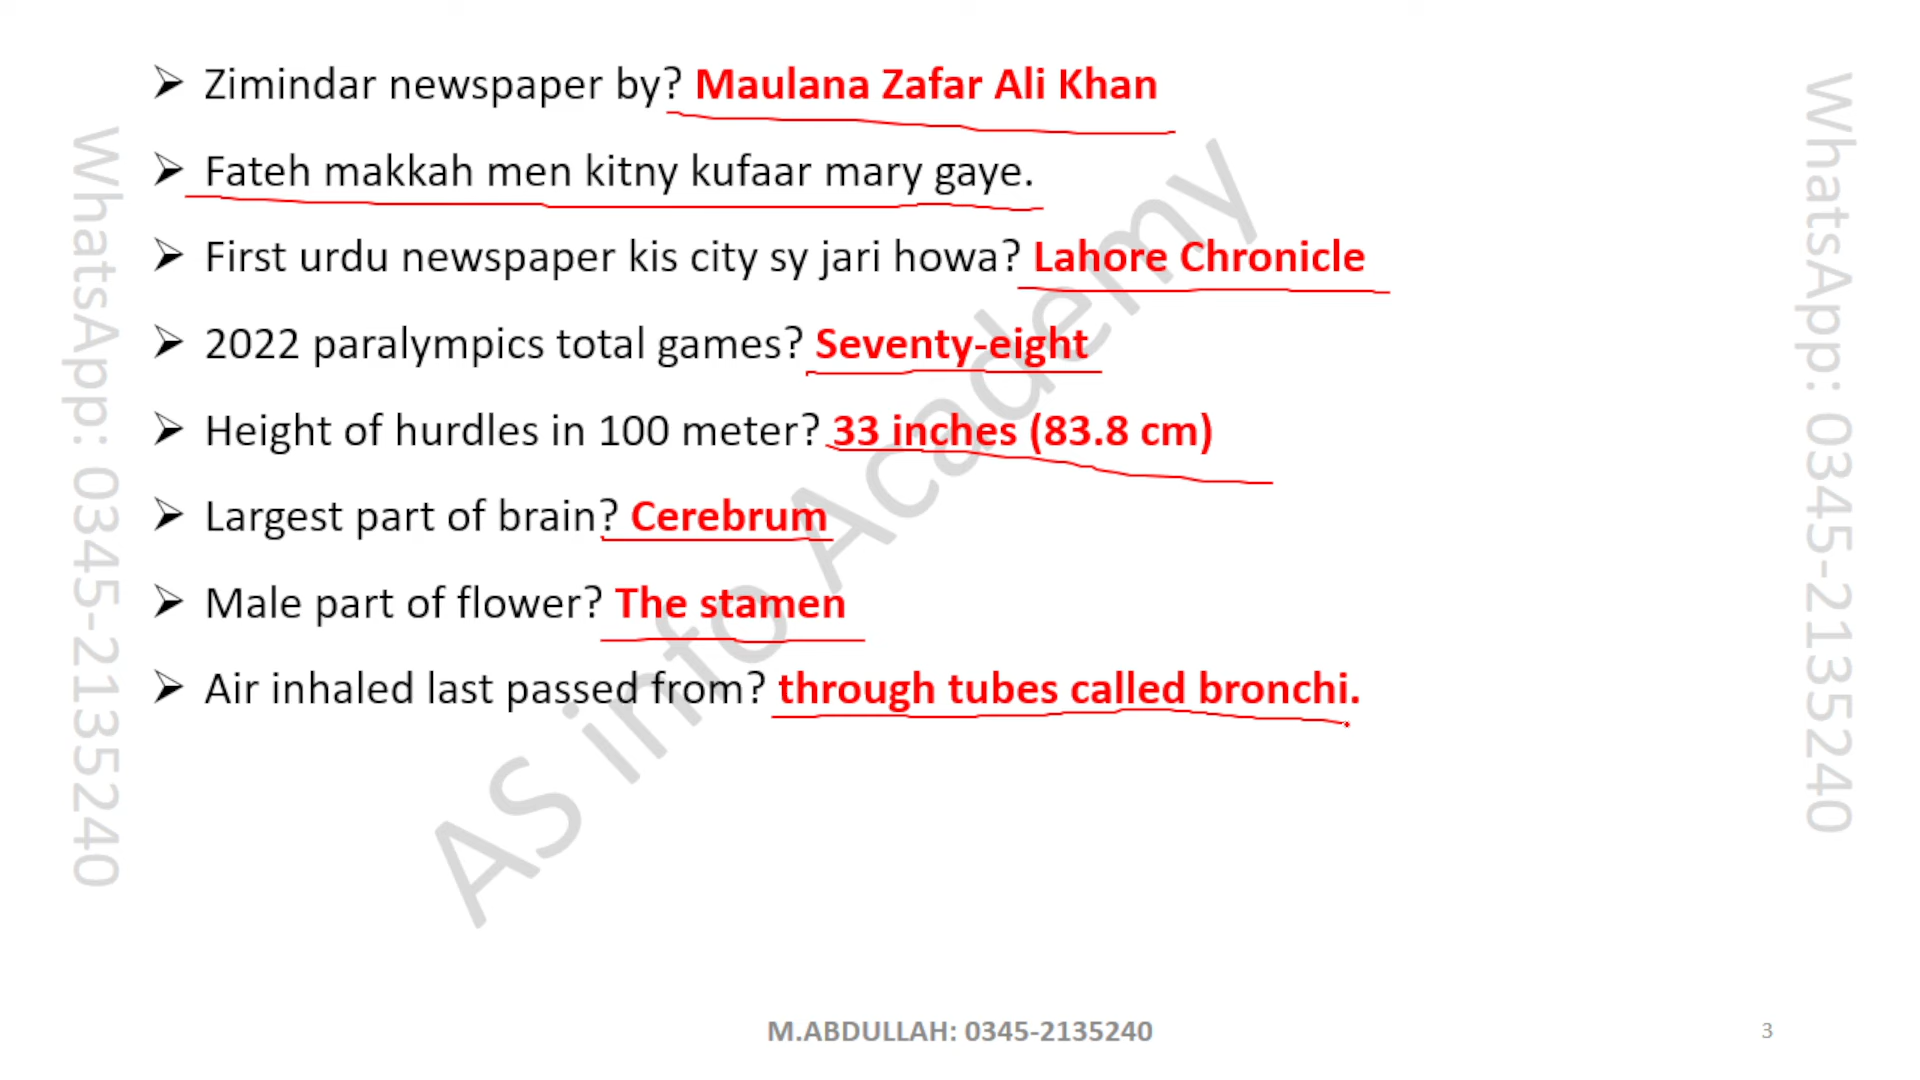 ➢ Zimindar newspaper by? Maulana Zafar Ali Khan
➢ Fateh makkah men kitny kufaar mary gaye.
➢ First urdu newspaper kis city sy jari howa? Lahore Chronicle
➢ 2022 paralympics total games? Seventy-eight
➢ Height of hurdles in 100 meter? 33 inches (83.8 cm)
➢ Largest part of brain? Cerebrum
➢ Male part of flower? The stamen
➢ Air inhaled last passed from? through tubes called bronchi.
WhatsApp: 0345-2135240
AS info Academy
WhatsApp: 0345-2135240
M.ABDULLAH: 0345-2135240
3